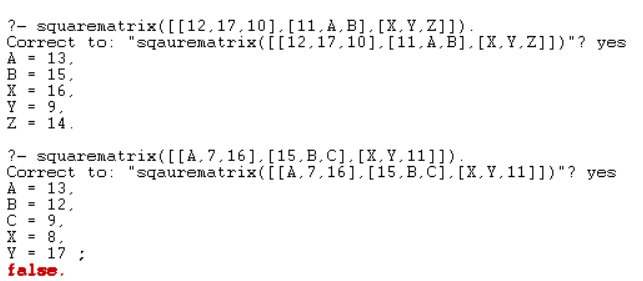 ?- squarematrix([[12,17,10],[11,A,B],[X,Y,Z]]).
Correct to: "sqaurematrix([[12,17,10],[11,A,B],[X,Y,Z]])"? yes
A = 13,
B = 15,
X = 16,
Y = 9,
Z = 14.
?- squarematrix([[A,7,16],[15,B,C],[X,Y,11]]).
Correct to: "sqaurematrix([[A,7,16],[15,B,C],[X,Y,11]])"? yes
A = 13,
B = 12,
C = 9,
X = 8,
Y = 17 ;
false.